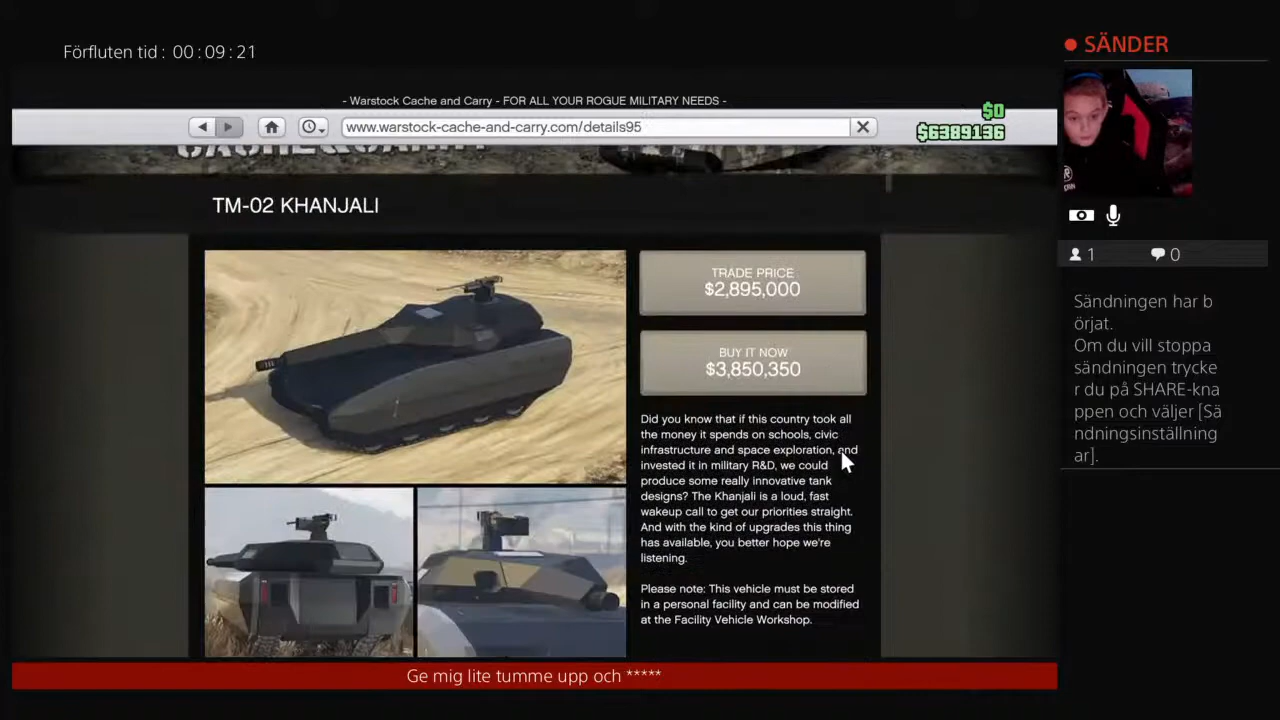 Förfluten tid : 00:09:21
SÄNDER
- Warstock Cache and Carry - FOR ALL YOUR ROGUE MILITARY NEEDS -
www.warstock-cache-and-carry.com/details95
$0
$6389136
CACHE & CARRY
TM-02 KHANJALI
TRADE PRICE
$2,895,000
BUY IT NOW
$3,850,350
Did you know that if this country took all
the money it spends on schools, civic
infrastructure and space exploration, and
invested it in military R&D, we could
produce some really innovative tank
designs? The Khanjali is a loud, fast
wakeup call to get our priorities straight.
And with the kind of upgrades this thing
has available, you better hope we're
listening.
Please note: This vehicle must be stored
in a personal facility and can be modified
at the Facility Vehicle Workshop.
1
0
Sändningen har b
örjat.
Om du vill stoppa
sändningen trycke
r du på SHARE-kna
ppen och väljer [Sä
ndningsinställning
ar].
Ge mig lite tumme upp och *****